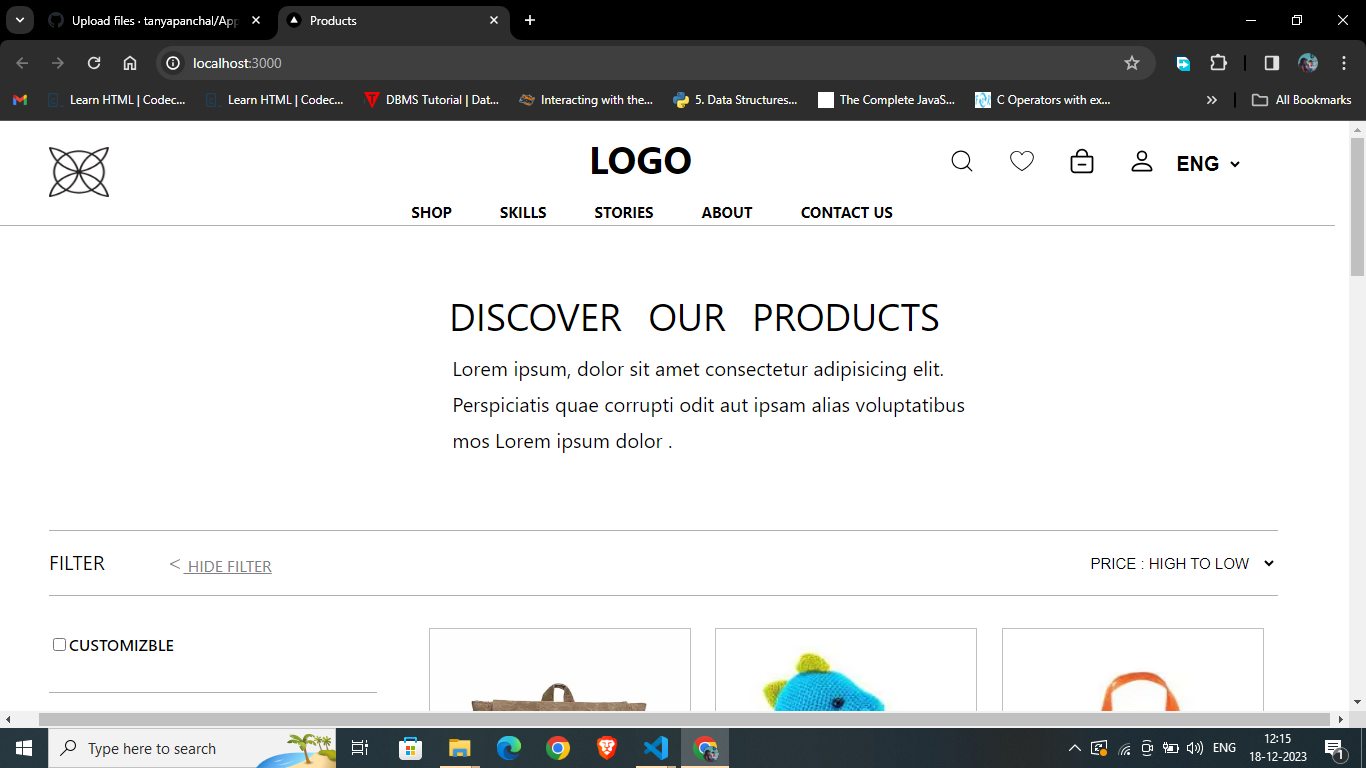 Upload files · tanyapanchal/App
Products
localhost:3000
Learn HTML | Codec...
Learn HTML | Codec...
DBMS Tutorial | Dat...
Interacting with the...
5. Data Structures...
The Complete JavaS...
C Operators with ex...
All Bookmarks
LOGO
ENG
SHOP SKILLS STORIES ABOUT CONTACT US
DISCOVER OUR PRODUCTS
Lorem ipsum, dolor sit amet consectetur adipisicing elit.
Perspiciatis quae corrupti odit aut ipsam alias voluptatibus
mos Lorem ipsum dolor .
FILTER < HIDE FILTER PRICE : HIGH TO LOW
CUSTOMIZBLE
Type here to search
ENG
12:15
18-12-2023
1